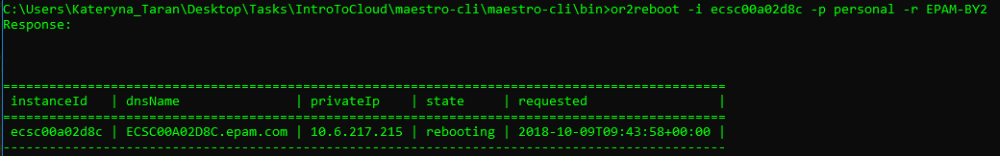 C:\Users\Kateryna_Taran\Desktop\Tasks\IntroToCloud\maestro-cli\maestro-cli\bin>or2reboot -i ecsc00a02d8c -p personal -r EPAM-BY2
Response:
==============================================================================================
instanceId | dnsName | privateIp | state | requested |
==============================================================================================
ecsc00a02d8c | ECSC00A02D8C.epam.com | 10.6.217.215 | rebooting | 2018-10-09T09:43:58+00:00 |
----------------------------------------------------------------------------------------------